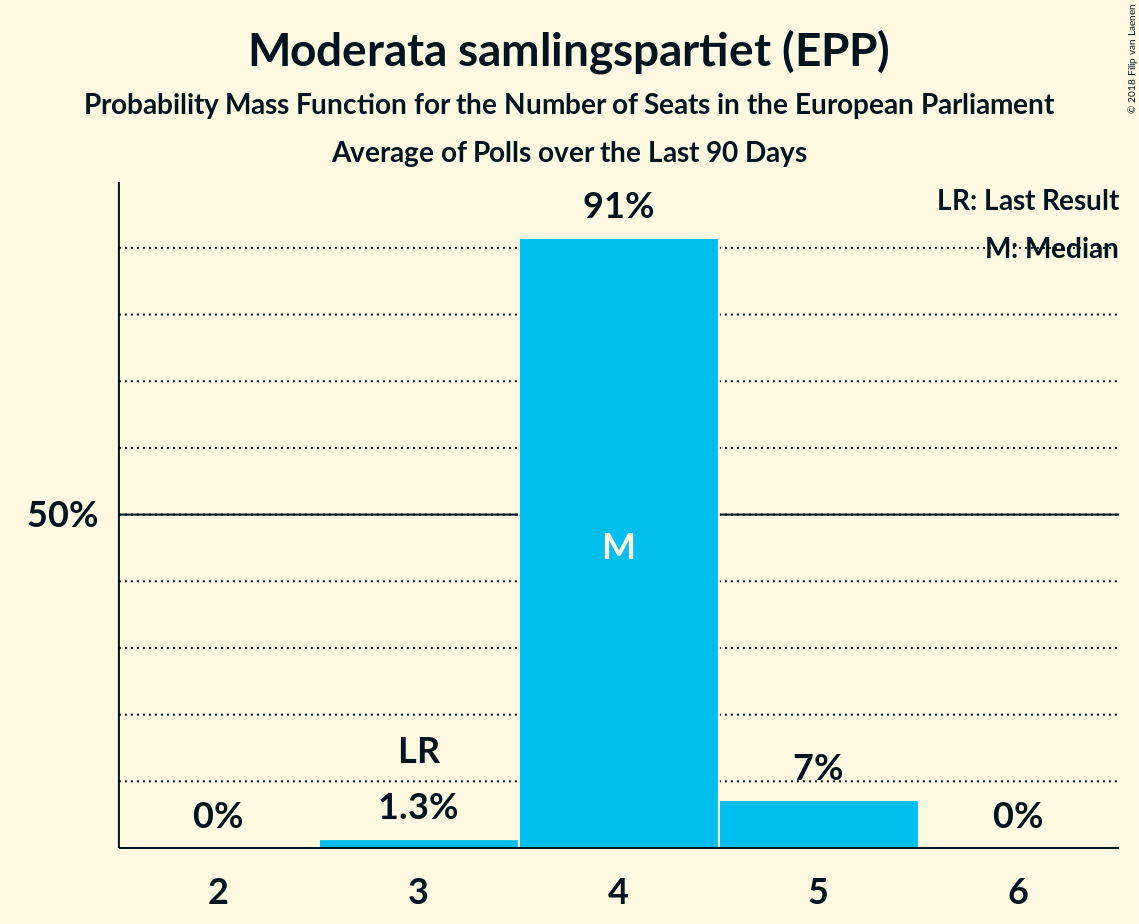 Moderata samlingspartiet (EPP)
Probability Mass Function for the Number of Seats in the European Parliament
Average of Polls over the Last 90 Days
© 2018 Filip van Laenen
LR: Last Result
M: Median
91%
50%
M
LR
7%
1.3%
0%
0%
2 3 4 5 6